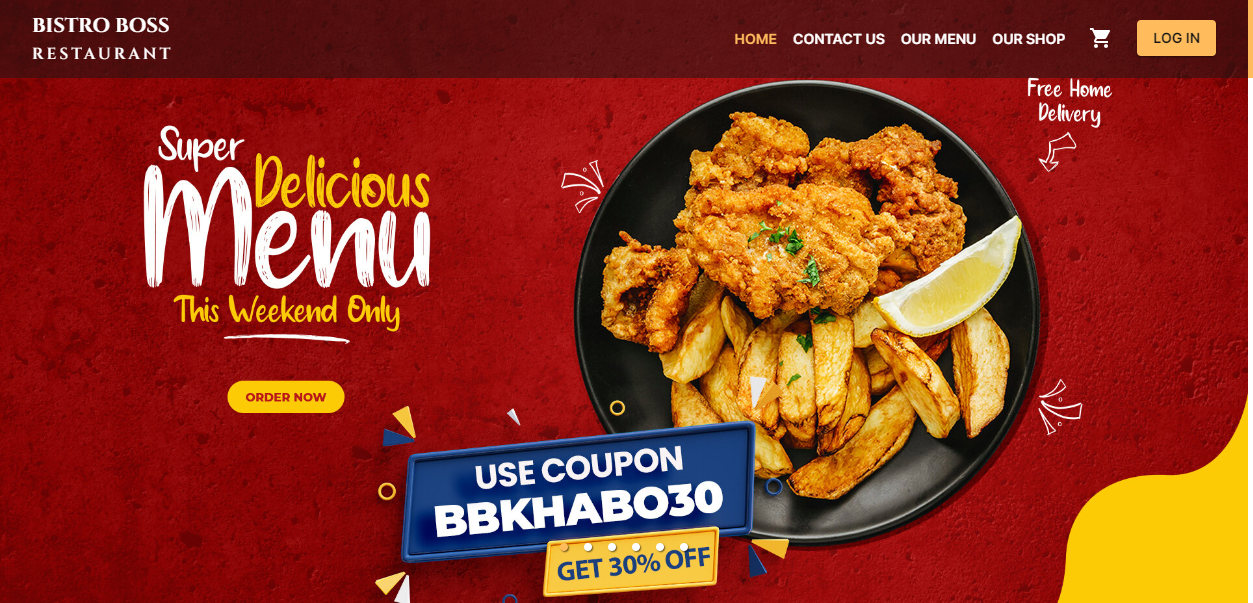 BISTRO BOSS
RESTAURANT
HOME CONTACT US OUR MENU OUR SHOP LOG IN
Free Home
Delivery
Super
Delicious
Menu
This Weekend Only
ORDER NOW
USE COUPON
BBKHABO30
GET 30% OFF